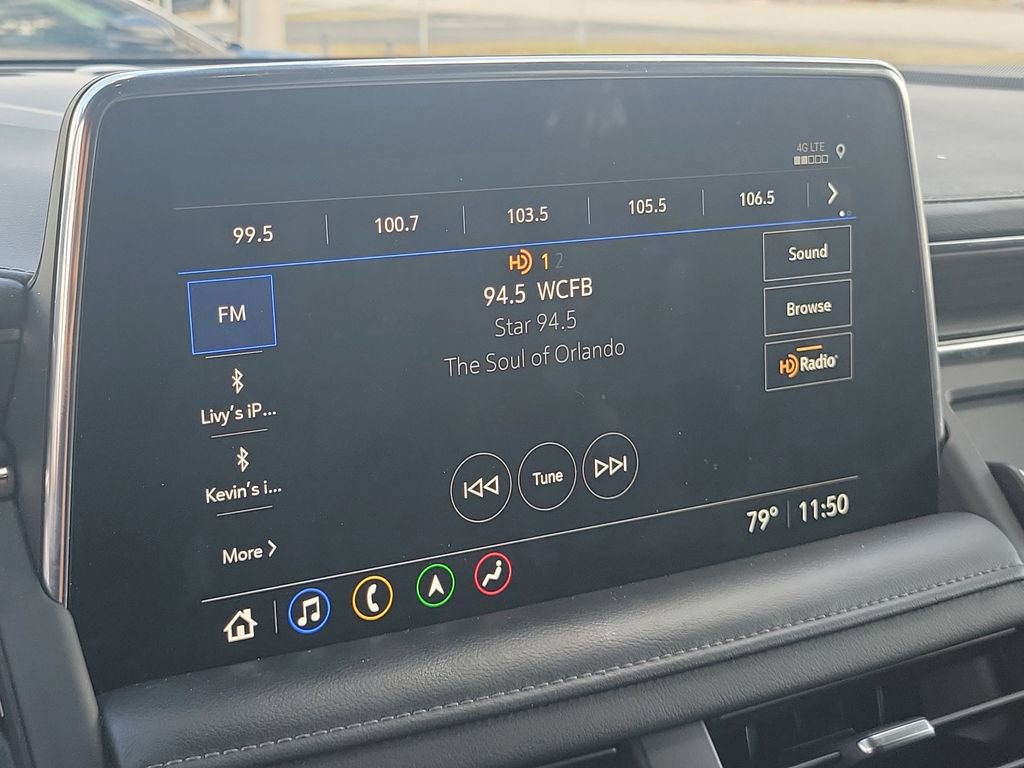 4G LTE
99.5 100.7 103.5 105.5 106.5
HD 1 2
94.5 WCFB
Star 94.5
The Soul of Orlando
Sound
Browse
HD Radio
FM
Livy's iP...
Kevin's i...
More
Tune
79° 11:50